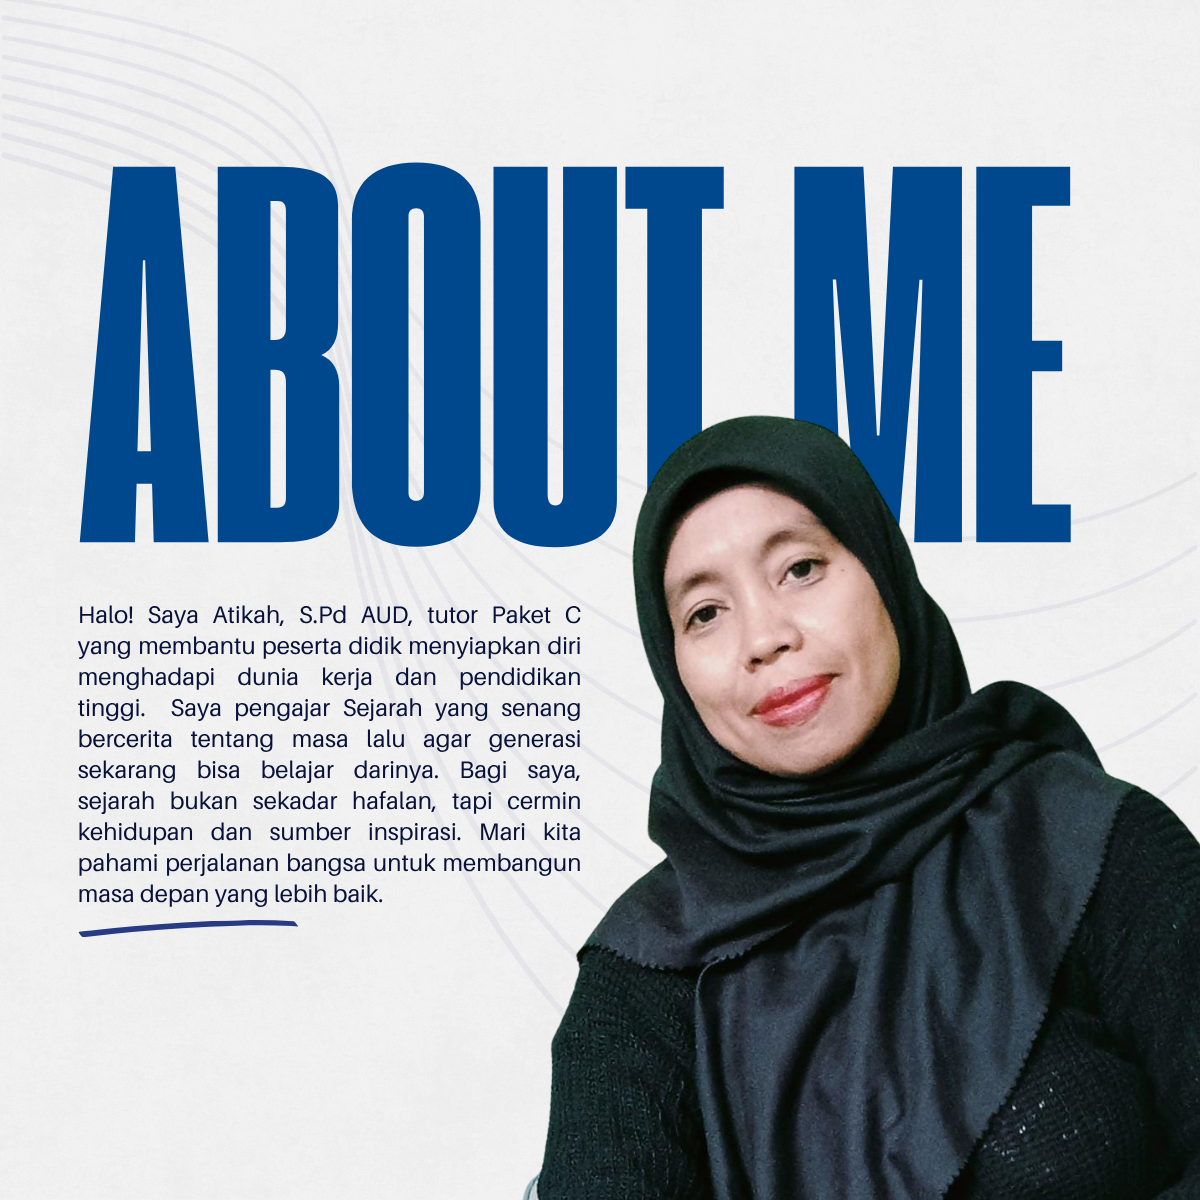 ABOUT ME
Halo! Saya Atikah, S.Pd AUD, tutor Paket C
yang membantu peserta didik menyiapkan diri
menghadapi dunia kerja dan pendidikan
tinggi. Saya pengajar Sejarah yang senang
bercerita tentang masa lalu agar generasi
sekarang bisa belajar darinya. Bagi saya,
sejarah bukan sekadar hafalan, tapi cermin
kehidupan dan sumber inspirasi. Mari kita
pahami perjalanan bangsa untuk membangun
masa depan yang lebih baik.